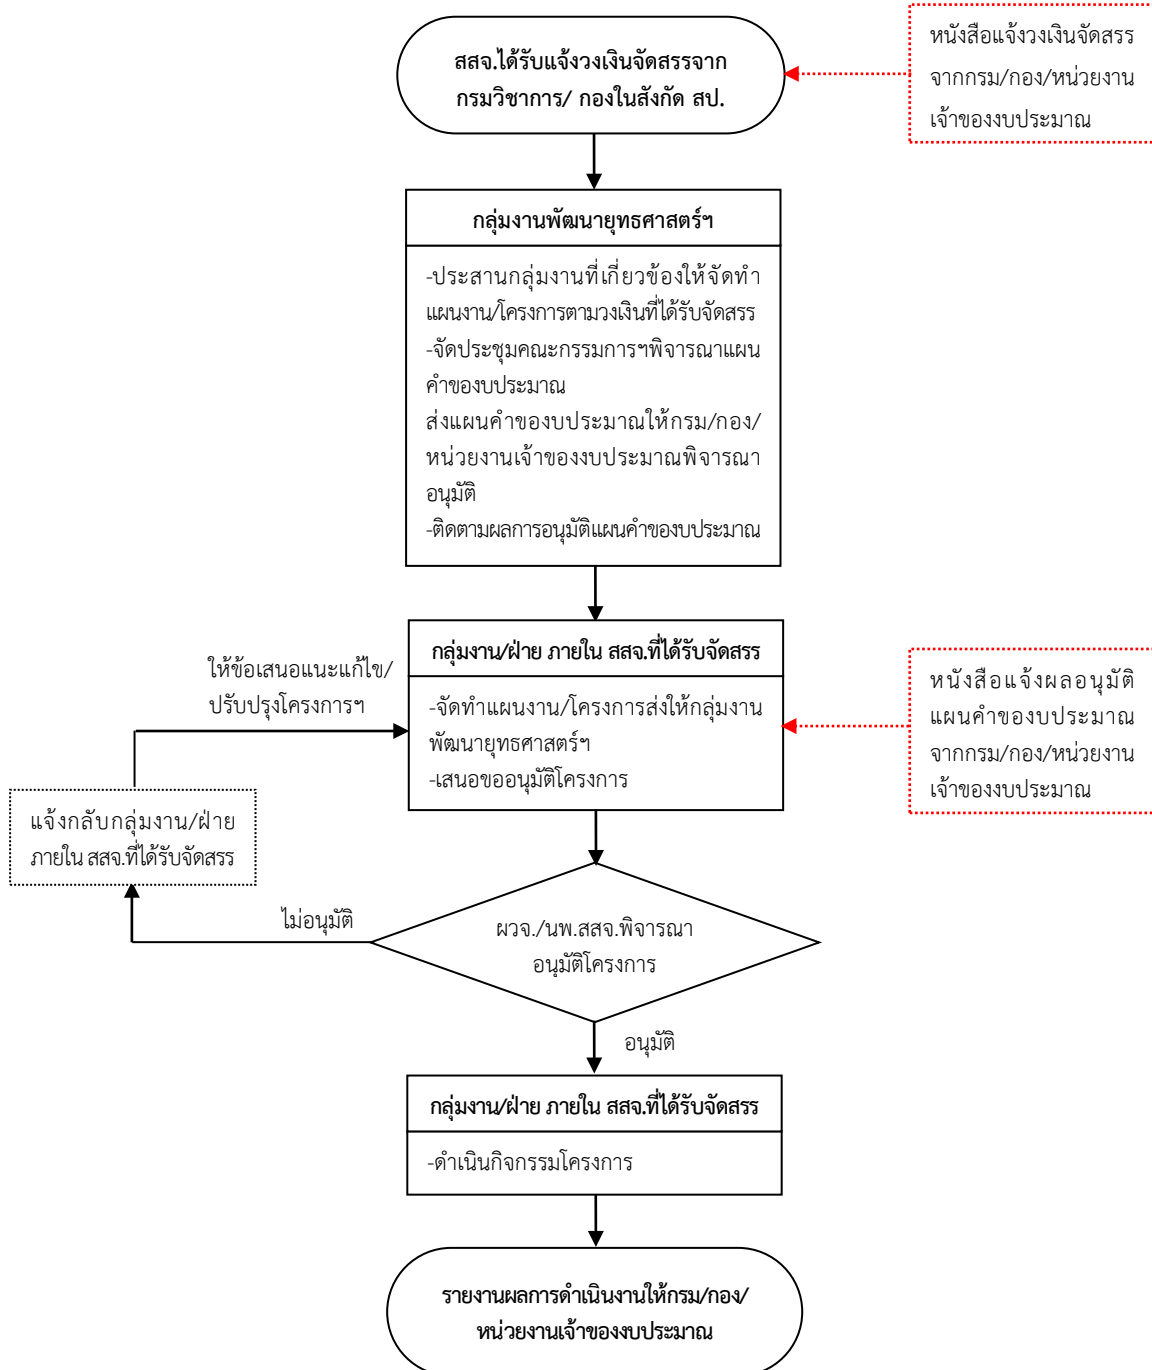 สสจ.ได้รับแจ้งวงเงินจัดสรรจาก
กรมวิชาการ/ กองในสังกัด สป.
หนังสือแจ้งวงเงินจัดสรร
จากกรม/กอง/หน่วยงาน
เจ้าของงบประมาณ
กลุ่มงานพัฒนายุทธศาสตร์ฯ
-ประสานกลุ่มงานที่เกี่ยวข้องให้จัดทำ
แผนงาน/โครงการตามวงเงินที่ได้รับจัดสรร
-จัดประชุมคณะกรรมการฯพิจารณาแผน
คำของบประมาณ
ส่งแผนคำของบประมาณให้กรม/กอง/
หน่วยงานเจ้าของงบประมาณพิจารณา
อนุมัติ
-ติดตามผลการอนุมัติแผนคำของบประมาณ
กลุ่มงาน/ฝ่าย ภายใน สสจ.ที่ได้รับจัดสรร
-จัดทำแผนงาน/โครงการส่งให้กลุ่มงาน
พัฒนายุทธศาสตร์ฯ
-เสนอขออนุมัติโครงการ
หนังสือแจ้งผลอนุมัติ
แผนคำของบประมาณ
จากกรม/กอง/หน่วยงาน
เจ้าของงบประมาณ
ให้ข้อเสนอแนะแก้ไข/
ปรับปรุงโครงการฯ
แจ้งกลับกลุ่มงาน/ฝ่าย
ภายใน สสจ.ที่ได้รับจัดสรร
ไม่อนุมัติ
ผวจ./นพ.สสจ.พิจารณา
อนุมัติโครงการ
อนุมัติ
กลุ่มงาน/ฝ่าย ภายใน สสจ.ที่ได้รับจัดสรร
-ดำเนินกิจกรรมโครงการ
รายงานผลการดำเนินงานให้กรม/กอง/
หน่วยงานเจ้าของงบประมาณ